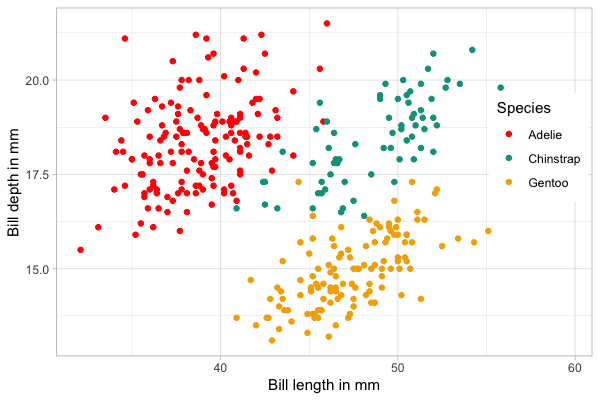 20.0
17.5
15.0
Bill depth in mm
40
50
60
Bill length in mm
Species
Adelie
Chinstrap
Gentoo